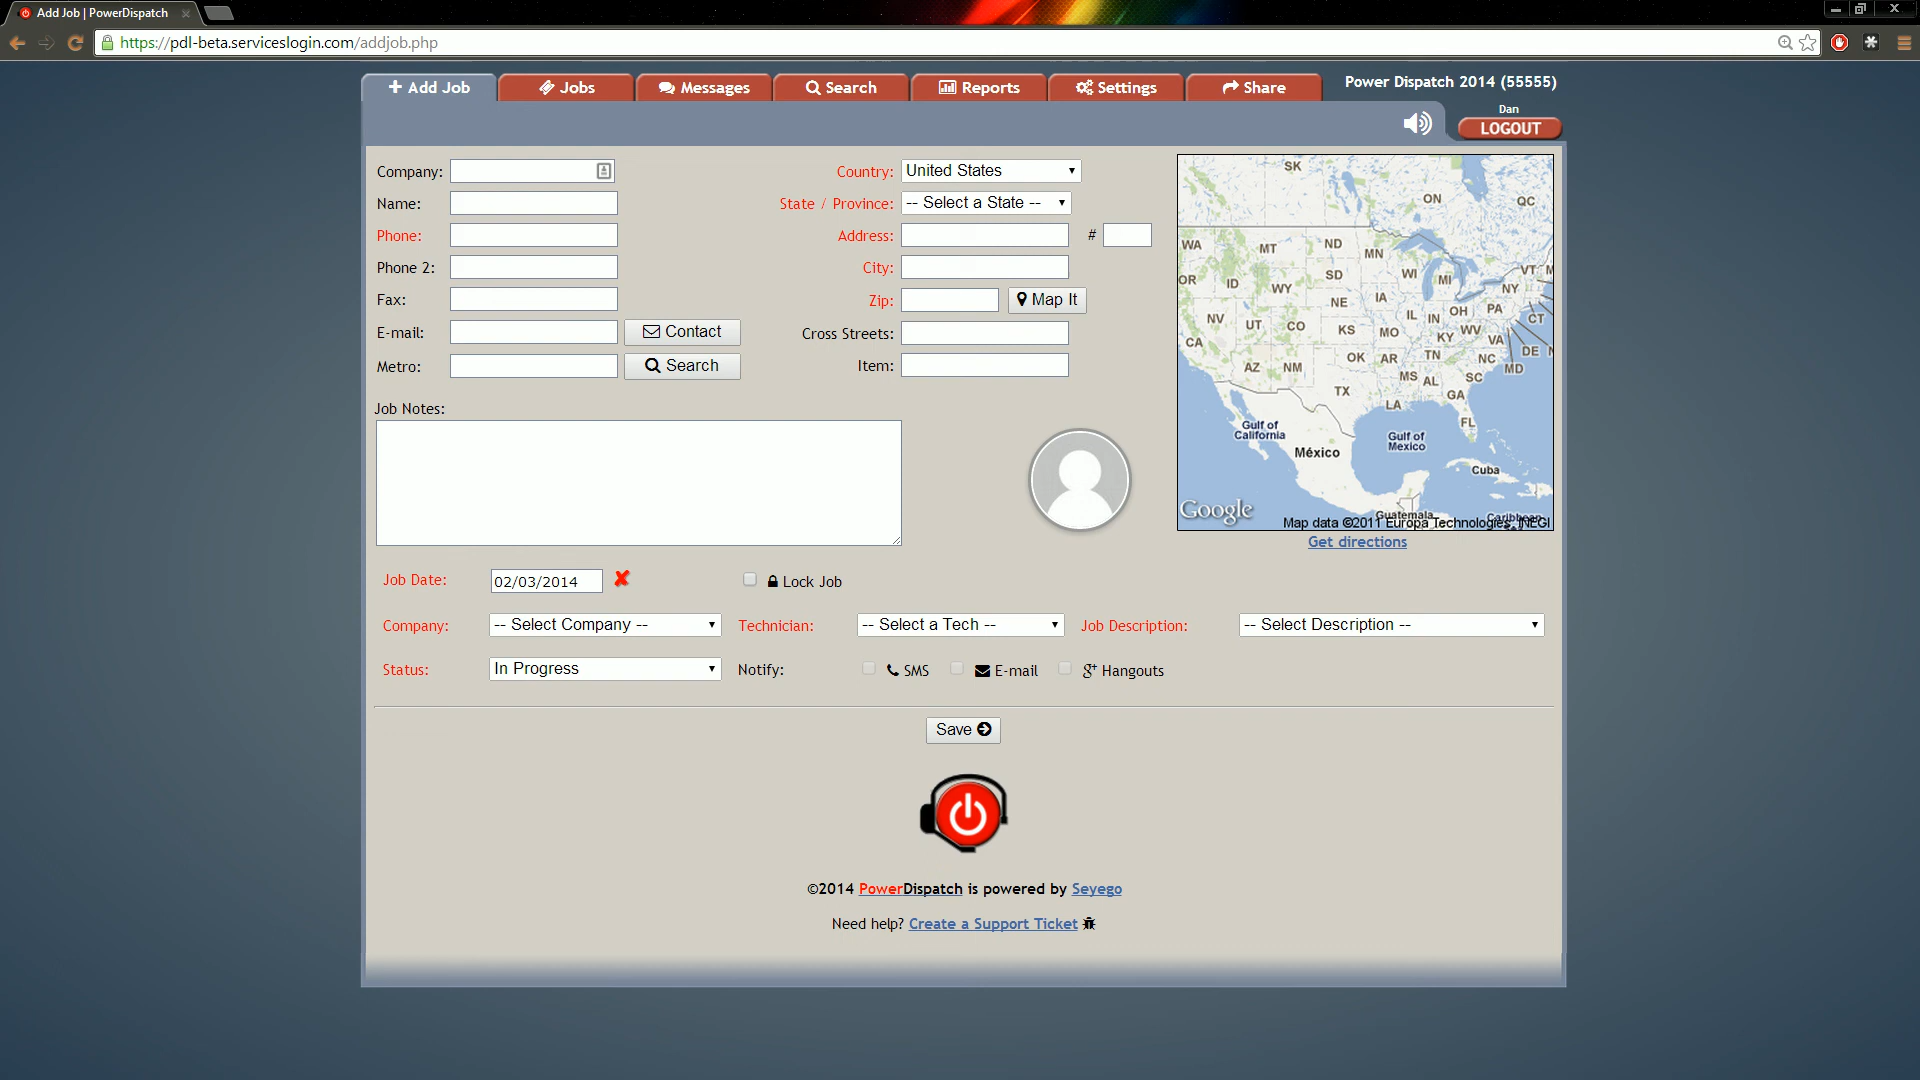 Add Job | PowerDispatch
https://pdl-beta.serviceslogin.com/addjob.php
Add Job
Jobs
Messages
Search
Reports
Settings
Share
Power Dispatch 2014 (55555)
Dan
LOGOUT
Company:
Name:
Phone:
Phone 2:
Fax:
E-mail:
Contact
Metro:
Search
Country:
United States
State / Province:
-- Select a State --
Address:
#
City:
Zip:
Map It
Cross Streets:
Item:
SK
ON
QC
WA
MT
ND
MN
OR
ID
SD
WI
MI
VT
WY
NE
IA
NY
NV
UT
CO
IL
IN
OH
PA
CT
CA
KS
MO
KY
WV
VA
DE
AZ
NM
OK
AR
TN
NC
MD
MS
AL
SC
TX
GA
LA
FL
Gulf of
California
Gulf of
Mexico
México
Cuba
Guatemala
Caribbean
Google
Map data ©2011 Europa Technologies, INEGI
Get directions
Job Notes:
Job Date:
02/03/2014
Lock Job
Company:
-- Select Company --
Technician:
-- Select a Tech --
Job Description:
-- Select Description --
Status:
In Progress
Notify:
SMS
E-mail
g+ Hangouts
Save
©2014 PowerDispatch is powered by Seyego
Need help? Create a Support Ticket